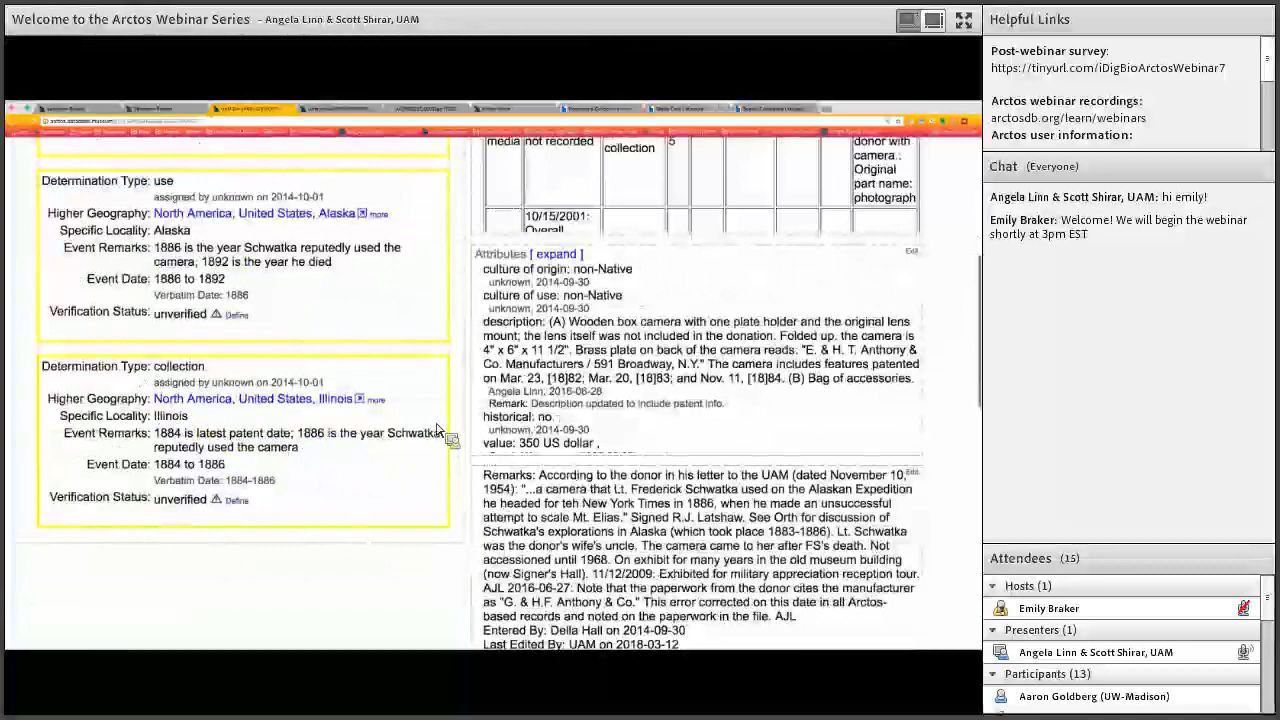 Welcome to the Arctos Webinar Series - Angela Linn & Scott Shirar, UAM
Determination Type: use
assigned by unknown on 2014-10-01
Higher Geography: North America, United States, Alaska more
Specific Locality: Alaska
Event Remarks: 1886 is the year Schwatka reputedly used the
camera; 1892 is the year he died
Event Date: 1886 to 1892
Verbatim Date: 1886
Verification Status: unverified Define
Determination Type: collection
assigned by unknown on 2014-10-01
Higher Geography: North America, United States, Illinois more
Specific Locality: Illinois
Event Remarks: 1884 is latest patent date; 1886 is the year Schwatka
reputedly used the camera
Event Date: 1884 to 1886
Verbatim Date: 1884-1886
Verification Status: unverified Define
media not recorded collection 5 donor with
camera.
Original
part name:
photograph
10/15/2001:
Overall
Attributes [ expand ] Edit
culture of origin: non-Native
unknown, 2014-09-30
culture of use: non-Native
unknown, 2014-09-30
description: (A) Wooden box camera with one plate holder and the original lens
mount; the lens itself was not included in the donation. Folded up, the camera is
4" x 6" x 11 1/2". Brass plate on back of the camera reads. "E. & H. T. Anthony &
Co. Manufacturers / 591 Broadway, N.Y." The camera includes features patented
on Mar. 23, [18]82; Mar. 20, [18]83; and Nov. 11, [18]84. (B) Bag of accessories.
Angela Linn, 2016-06-28
Remark: Description updated to include patent info.
historical: no
unknown, 2014-09-30
value: 350 US dollar ,
Remarks: According to the donor in his letter to the UAM (dated November 10, Edit
1954): "...a camera that Lt. Frederick Schwatka used on the Alaskan Expedition
he headed for teh New York Times in 1886, when he made an unsuccessful
attempt to scale Mt. Elias." Signed R.J. Latshaw. See Orth for discussion of
Schwatka's explorations in Alaska (which took place 1883-1886). Lt. Schwatka
was the donor's wife's uncle. The camera came to her after FS's death. Not
accessioned until 1968. On exhibit for many years in the old museum building
(now Signer's Hall). 11/12/2009: Exhibited for military appreciation reception tour.
AJL 2016-06-27: Note that the paperwork from the donor cites the manufacturer
as "G. & H.F. Anthony & Co." This error corrected on this date in all Arctos-
based records and noted on the paperwork in the file. AJL
Entered By: Della Hall on 2014-09-30
Last Edited By: UAM on 2018-03-12
Helpful Links
Post-webinar survey:
https://tinyurl.com/iDigBioArctosWebinar7
Arctos webinar recordings:
arctosdb.org/learn/webinars
Arctos user information:
Chat (Everyone)
Angela Linn & Scott Shirar, UAM: hi emily!
Emily Braker: Welcome! We will begin the webinar
shortly at 3pm EST
Attendees (15)
Hosts (1)
Emily Braker
Presenters (1)
Angela Linn & Scott Shirar, UAM
Participants (13)
Aaron Goldberg (UW-Madison)